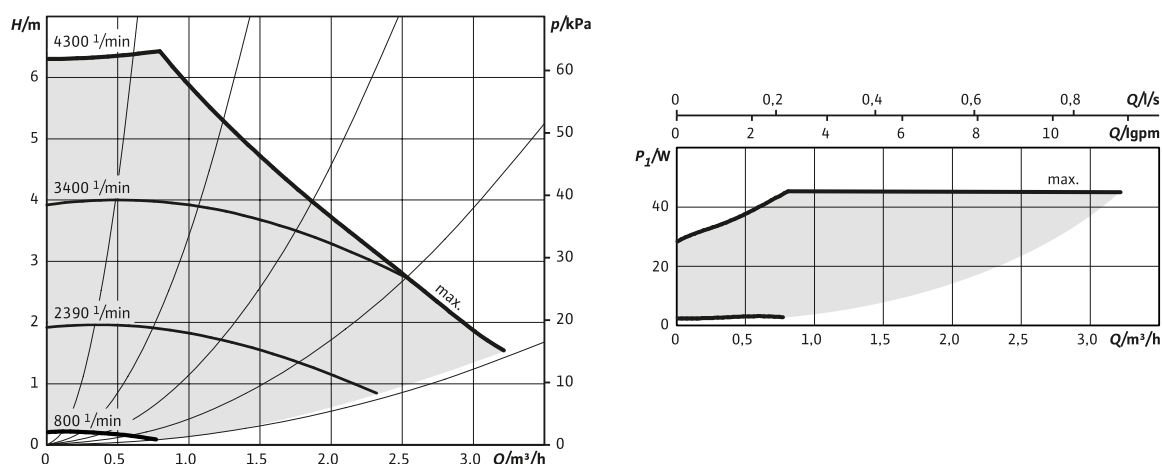 H/m
p/kPa
4300 1/min
6
60
5
50
3400 1/min
4
40
3
30
max.
2390 1/min
2
20
1
10
800 1/min
0
0
0 0,5 1,0 1,5 2,0 2,5 3,0 Q/m³/h
0 0,2 0,4 0,6 0,8 Q/l/s
0 2 4 6 8 10 Q/lgpm
P1/W
max.
40
20
0
0 0,5 1,0 1,5 2,0 2,5 3,0 Q/m³/h